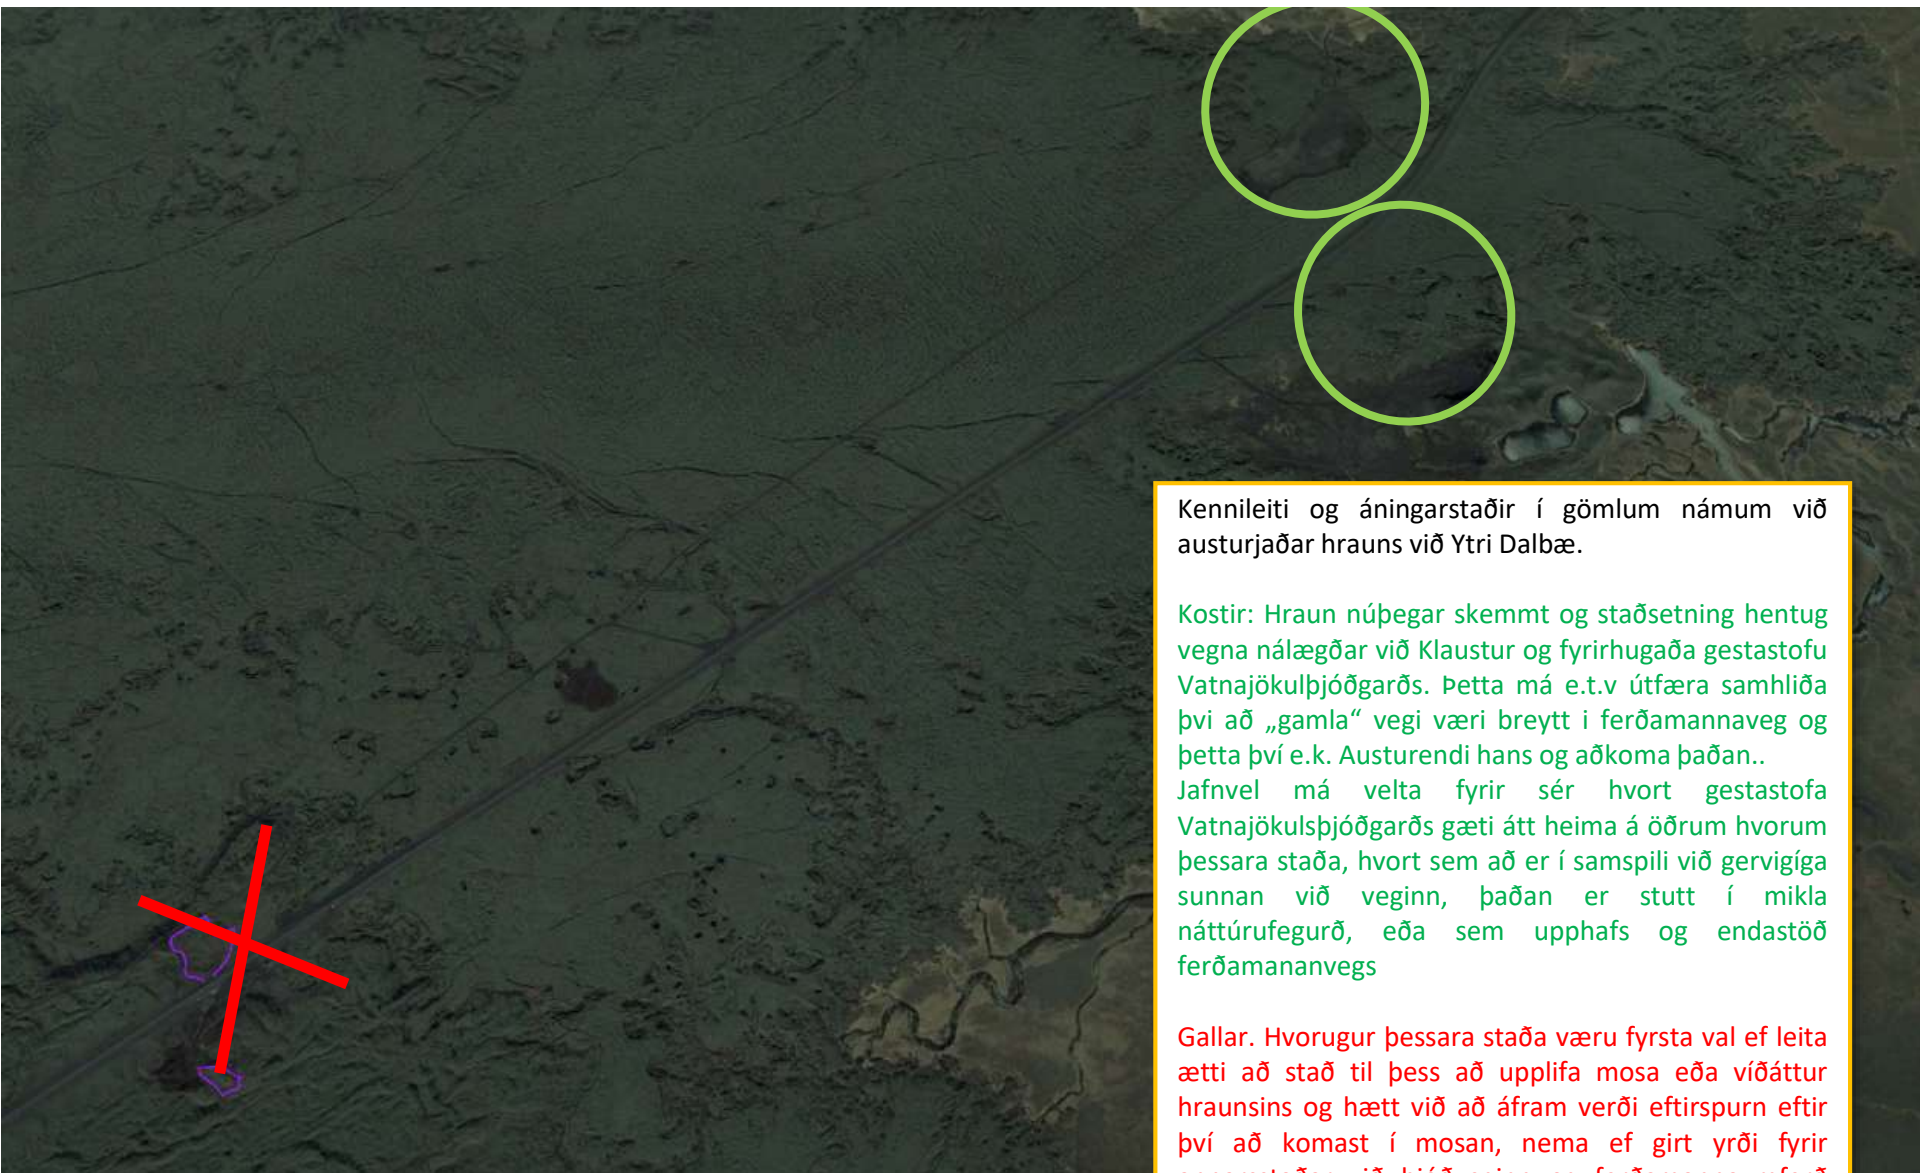 Kennileiti og áningarstaðir í gömlum námum við
austurjaðar hrauns við Ytri Dalbæ.
Kostir: Hraun núþegar skemmt og staðsetning hentug
vegna nálægðar við Klaustur og fyrirhugaða gestastofu
Vatnajökulþjóðgarðs. Þetta má e.t.v útfæra samhliða
þvi að „gamla“ vegi væri breytt i ferðamannaveg og
þetta því e.k. Austurendi hans og aðkoma þaðan..
Jafnvel má velta fyrir sér hvort gestastofa
Vatnajökulsþjóðgarðs gæti átt heima á öðrum hvorum
þessara staða, hvort sem að er í samspili við gervigíga
sunnan við veginn, þaðan er stutt í mikla
náttúrufegurð, eða sem upphafs og endastöð
ferðamananvegs
Gallar. Hvorugur þessara staða væru fyrsta val ef leita
ætti að stað til þess að upplifa mosa eða víðáttur
hraunsins og hætt við að áfram verði eftirspurn eftir
því að komast í mosan, nema ef girt yrði fyrir